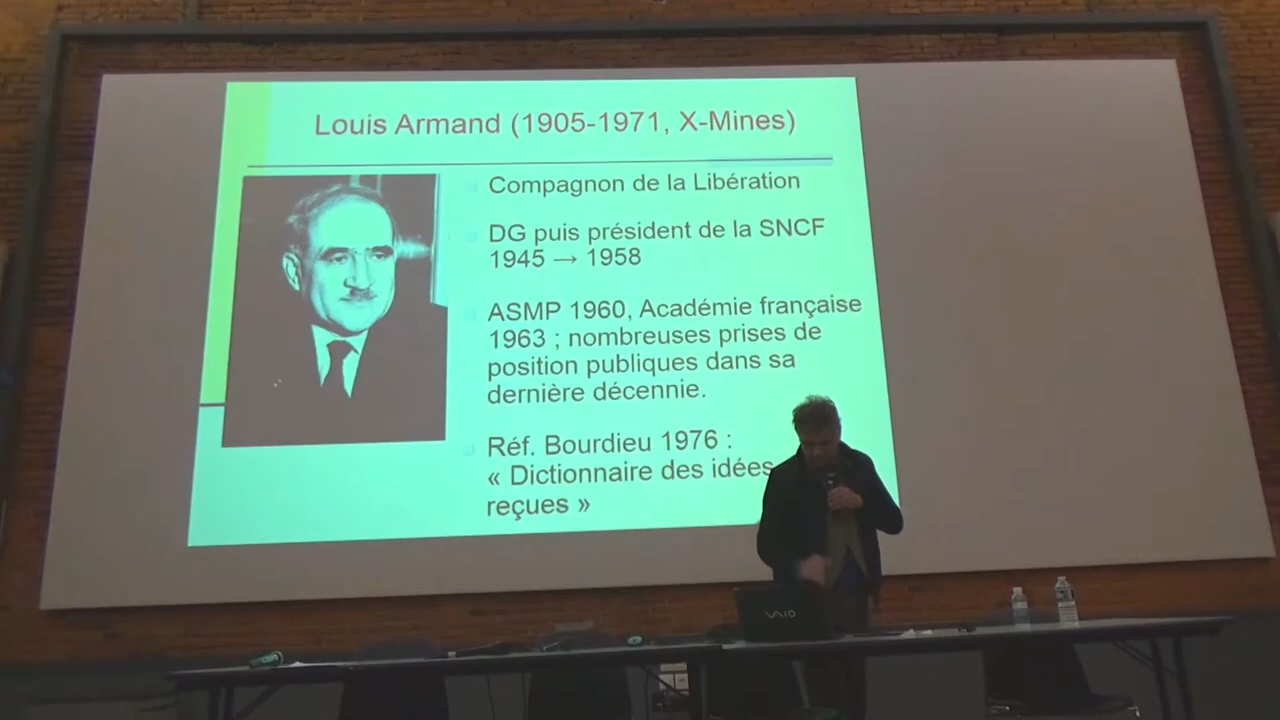 Louis Armand (1905-1971, X-Mines)
Compagnon de la Libération
DG puis président de la SNCF
1945 → 1958
ASMP 1960, Académie française
1963 ; nombreuses prises de
position publiques dans sa
dernière décennie.
Réf. Bourdieu 1976 :
« Dictionnaire des idées
reçues »
VAIO